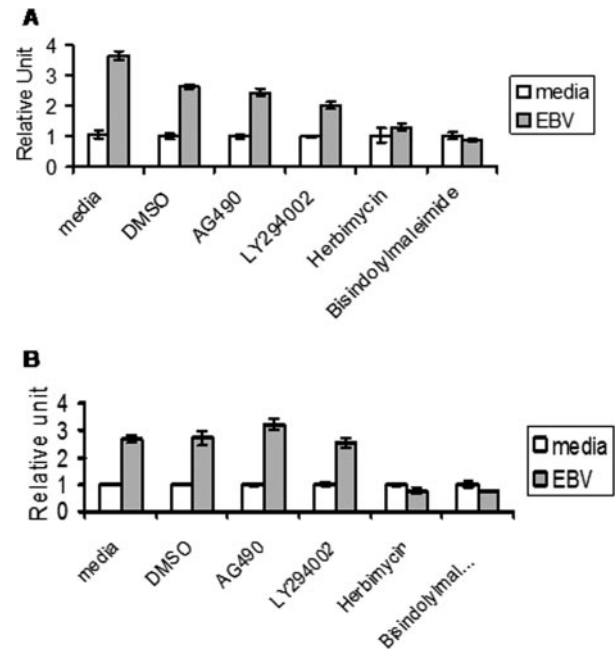 A
Relative Unit
4
3
2
1
0
media
DMSO
AG490
LY294002
Herbimycin
Bisindolylmaleimide
media
EBV
B
Relative unit
4
3
2
1
0
media
DMSO
AG490
LY294002
Herbimycin
Bisindolylmal...
media
EBV